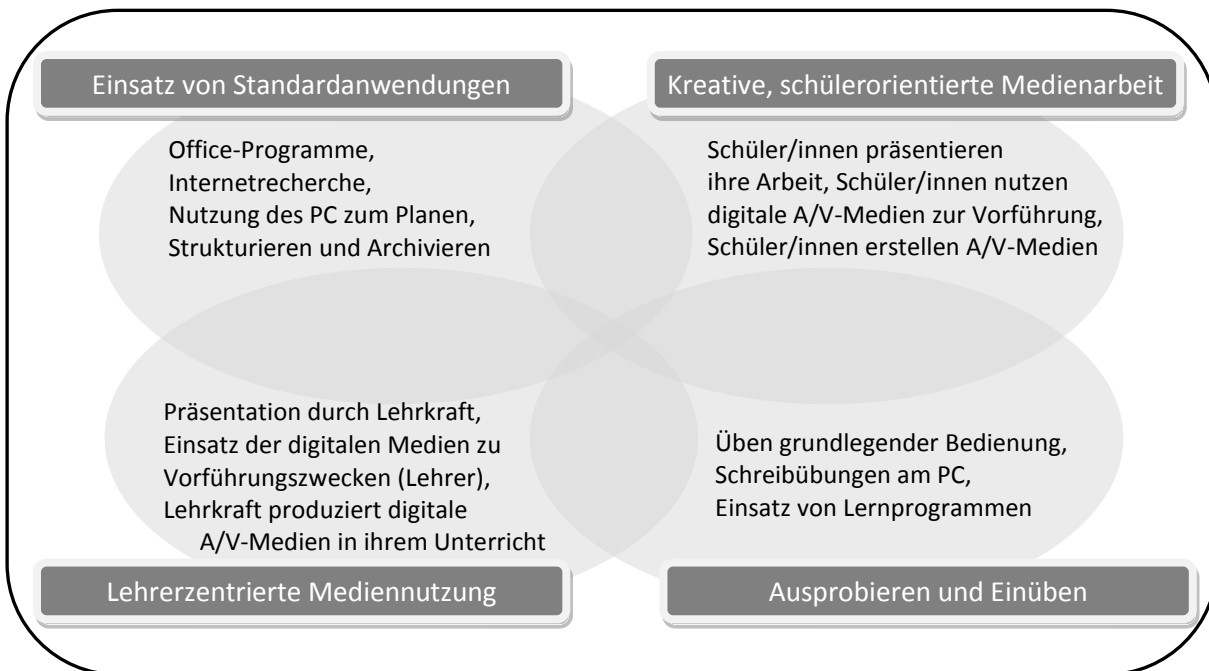 Einsatz von Standardanwendungen
Office-Programme,
Internetrecherche,
Nutzung des PC zum Planen,
Strukturieren und Archivieren
Kreative, schülerorientierte Medienarbeit
Schüler/innen präsentieren
ihre Arbeit, Schüler/innen nutzen
digitale A/V-Medien zur Vorführung,
Schüler/innen erstellen A/V-Medien
Präsentation durch Lehrkraft,
Einsatz der digitalen Medien zu
Vorführungszwecken (Lehrer),
Lehrkraft produziert digitale
A/V-Medien in ihrem Unterricht
Lehrerzentrierte Mediennutzung
Üben grundlegender Bedienung,
Schreibübungen am PC,
Einsatz von Lernprogrammen
Ausprobieren und Einüben